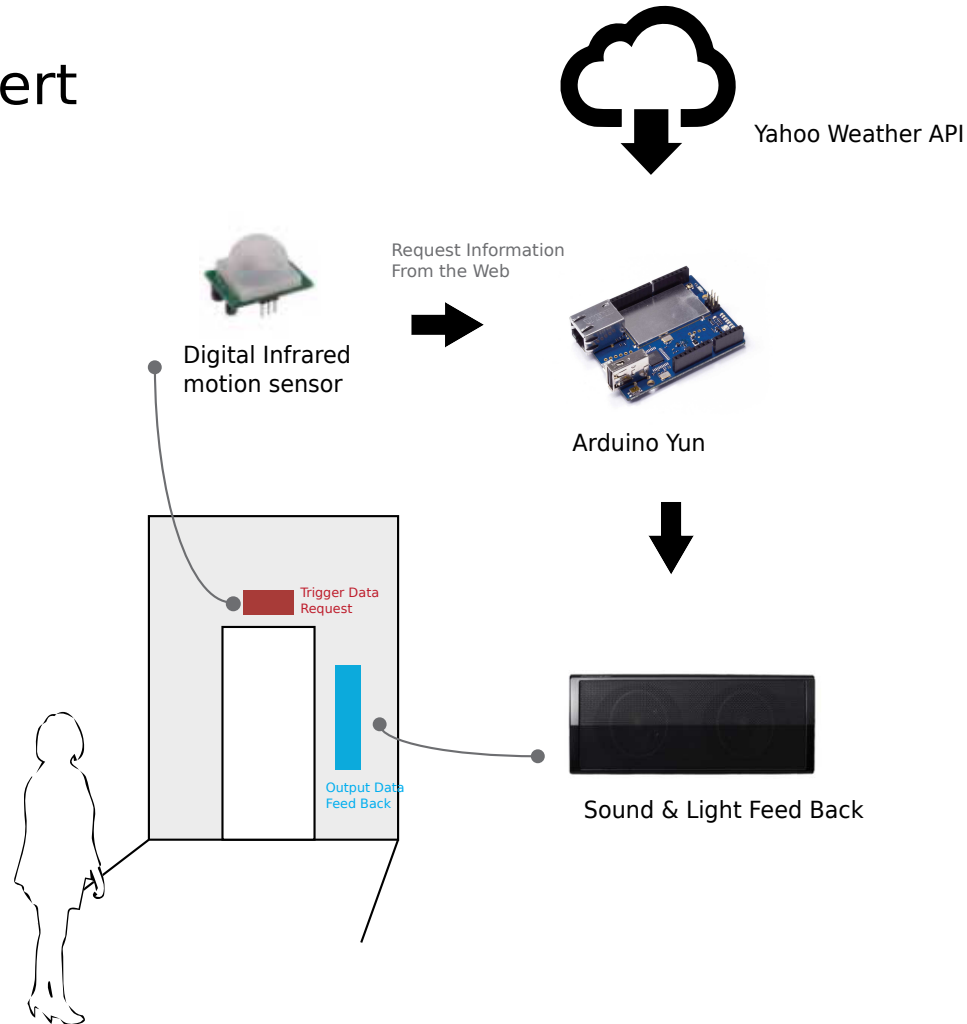 ert
Yahoo Weather API
Request Information
From the Web
Digital Infrared
motion sensor
Arduino Yun
Trigger Data
Request
Output Data
Feed Back
Sound & Light Feed Back